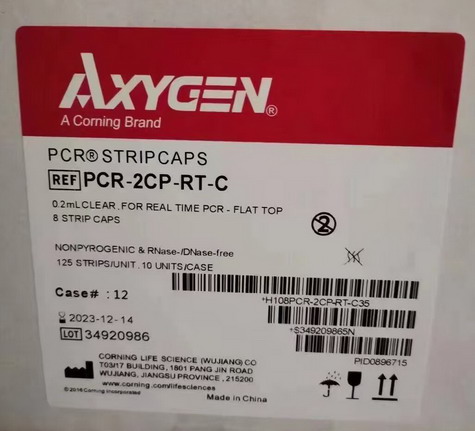 AXYGEN®
A Corning Brand
PCR® STRIPCAPS
REF PCR-2CP-RT-C
0.2mL CLEAR, FOR REAL TIME PCR - FLAT TOP
8 STRIP CAPS
2
NONPYROGENIC & RNase-/DNase-free
125 STRIPS/UNIT, 10 UNITS/CASE
*H108PCR-2CP-RT-C35
Case# : 12
*S349209865N
2023-12-14
LOT 34920986
PID0896715
CORNING LIFE SCIENCE (WUJIANG) CO
T03/17 BUILDING, 1801 PANG JIN ROAD
WUJIANG, JIANGSU PROVINCE, 215200
www.corning.com/lifesciences
© 2016 Corning Incorporated
Made in China